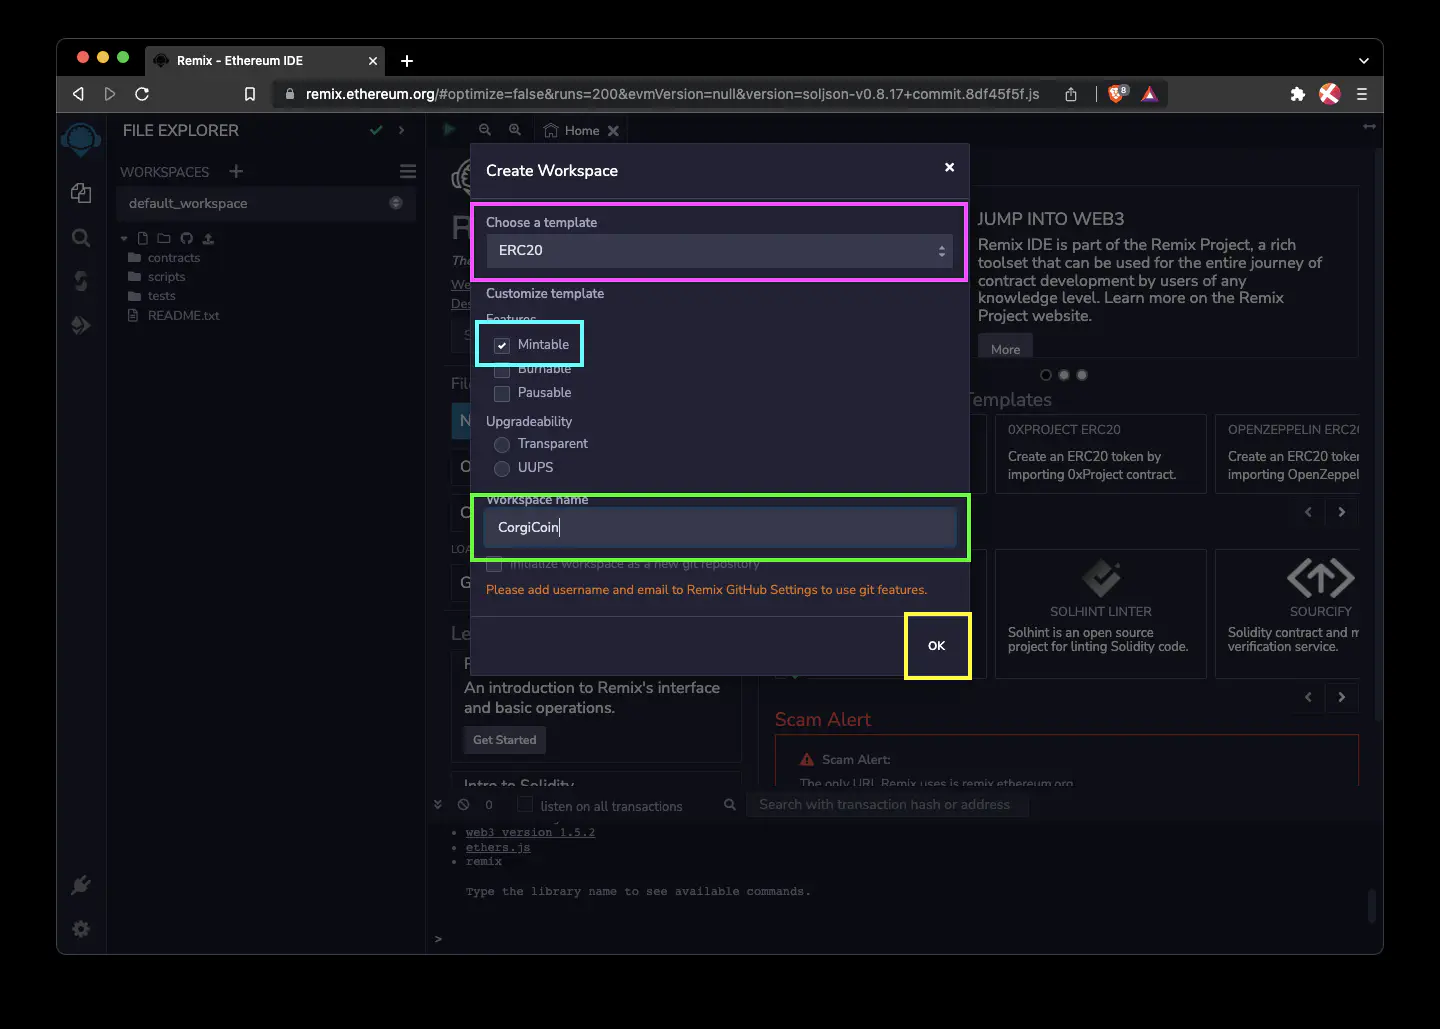 Remix - Ethereum IDE
remix.ethereum.org/#optimize=false&runs=200&evmVersion=null&version=soljson-v0.8.17+commit.8df45f5f.js
8
FILE EXPLORER
WORKSPACES
default_workspace
contracts
scripts
tests
README.txt
Home
Create Workspace
Choose a template
ERC20
Customize template
Features
Mintable
Burnable
Pausable
Upgradeability
Transparent
UUPS
Workspace name
CorgiCoin
Initialize workspace as a new git repository
Please add username and email to Remix GitHub Settings to use git features.
OK
JUMP INTO WEB3
Remix IDE is part of the Remix Project, a rich
toolset that can be used for the entire journey of
contract development by users of any
knowledge level. Learn more on the Remix
Project website.
More
Templates
0XPROJECT ERC20
Create an ERC20 token by
importing 0xProject contract.
OPENZEPPELIN ERC20
Create an ERC20 token
importing OpenZeppel
SOLHINT LINTER
Solhint is an open source
project for linting Solidity code.
SOURCIFY
Solidity contract and m
verification service.
An introduction to Remix's interface
and basic operations.
Get Started
Intro to Solidity
Scam Alert
Scam Alert:
The only URL Remix uses is remix.ethereum.org
0
listen on all transactions
Search with transaction hash or address
web3 version 1.5.2
ethers.js
remix
Type the library name to see available commands.
>